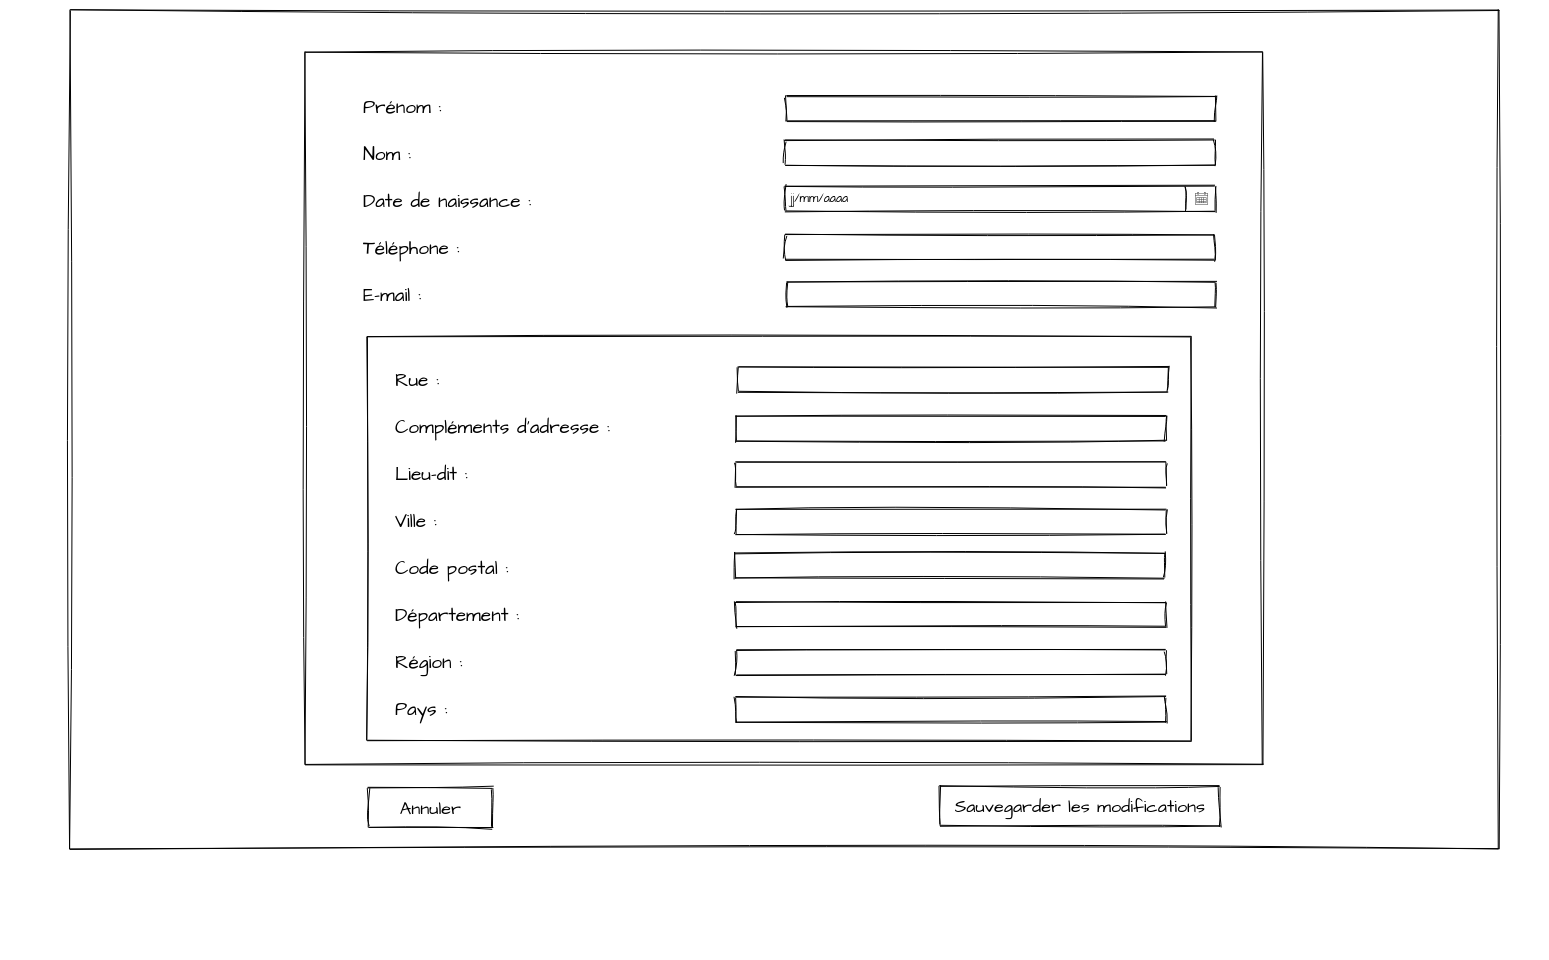 Prénom :
Nom :
Date de naissance :
jj/mm/aaaa
Téléphone :
E-mail :
Rue :
Compléments d'adresse :
Lieu-dit :
Ville :
Code postal :
Département :
Région :
Pays :
Annuler
Sauvegarder les modifications